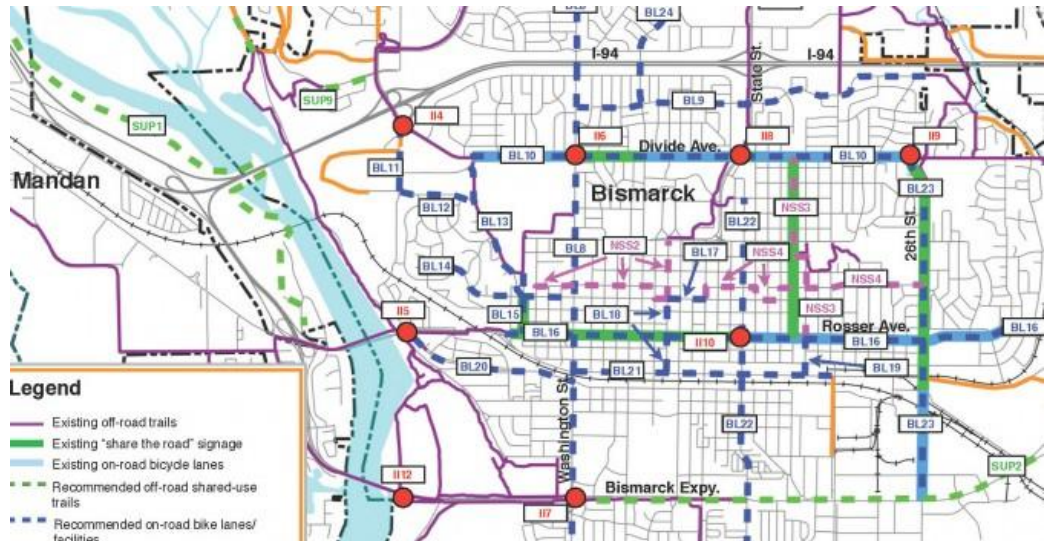 BL24
I-94
I-94
State St.
BL9
SUP9
SUP1
II4
II6
II8
II9
Divide Ave.
BL10
BL10
BL11
Mandan
Bismarck
BL23
BL12
NSS3
BL13
BL22
26th St.
BL8
NSS2
BL17
NSS4
BL14
NSS4
BL15
BL18
NSS3
II5
BL16
II10
Rosser Ave.
BL16
BL16
BL20
BL21
BL19
Washington St.
BL22
BL23
SUP2
II12
II7
Bismarck Expy.
Legend
Existing off-road trails
Existing "share the road" signage
Existing on-road bicycle lanes
Recommended off-road shared-use
trails
Recommended on-road bike lanes/
facilities